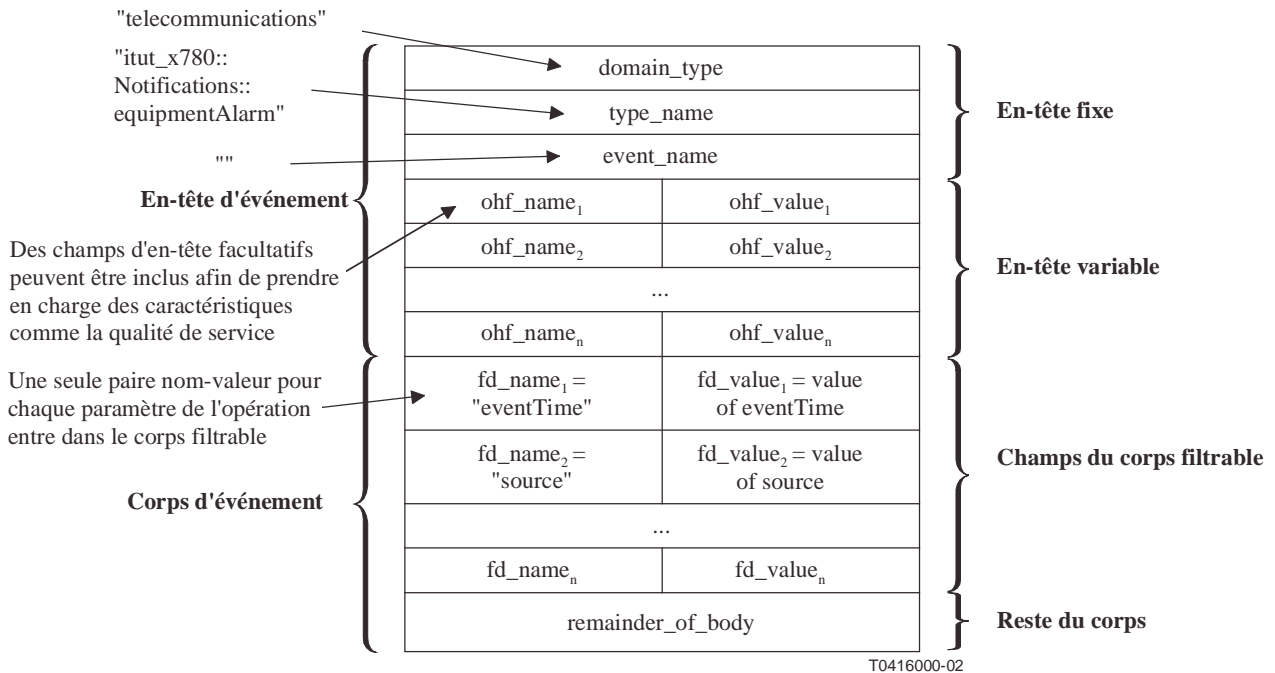 "telecommunications"
"itut_x780::
Notifications::
equipmentAlarm"
""
En-tête d'événement
Des champs d'en-tête facultatifs
peuvent être inclus afin de prendre
en charge des caractéristiques
comme la qualité de service
Une seule paire nom-valeur pour
chaque paramètre de l'opération
entre dans le corps filtrable
Corps d'événement
domain_type
type_name
event_name
ohf_name₁ ohf_value₁
ohf_name₂ ohf_value₂
...
ohf_nameₙ ohf_valueₙ
fd_name₁ =
"eventTime"
fd_value₁ = value
of eventTime
fd_name₂ =
"source"
fd_value₂ = value
of source
...
fd_nameₙ fd_valueₙ
remainder_of_body
En-tête fixe
En-tête variable
Champs du corps filtrable
Reste du corps
T0416000-02